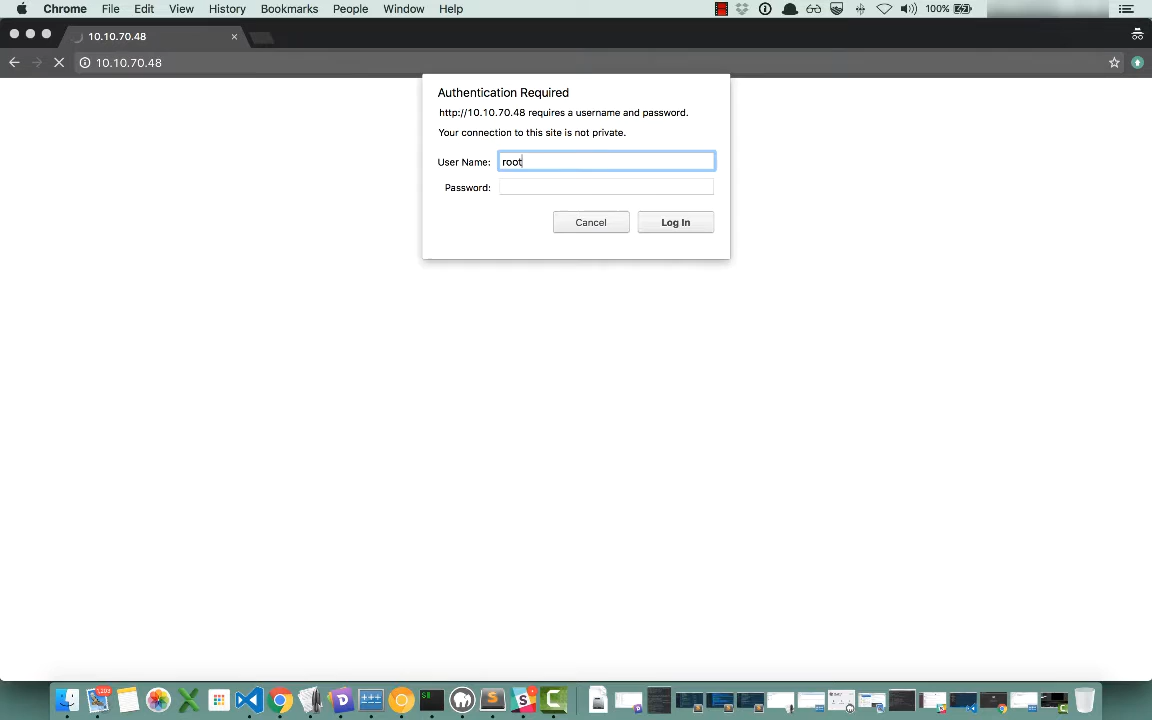 Chrome File Edit View History Bookmarks People Window Help 100%
10.10.70.48
10.10.70.48
Authentication Required
http://10.10.70.48 requires a username and password.
Your connection to this site is not private.
User Name: root
Password:
Cancel Log In